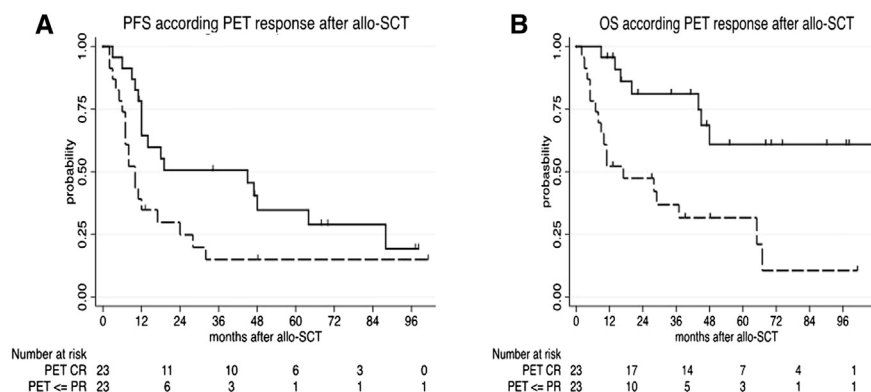 A
PFS according PET response after allo-SCT
probability
1.00
0.75
0.50
0.25
0.00
0 12 24 36 48 60 72 84 96
months after allo-SCT
Number at risk
PET CR 23 11 10 6 3 0
PET <= PR 23 6 3 1 1 1
B
OS according PET response after allo-SCT
probasbility
1.00
0.75
0.50
0.25
0.00
0 12 24 36 48 60 72 84 96
months after allo-SCT
Number at risk
PET CR 23 17 14 7 4 1
PET <= PR 23 10 5 3 1 1